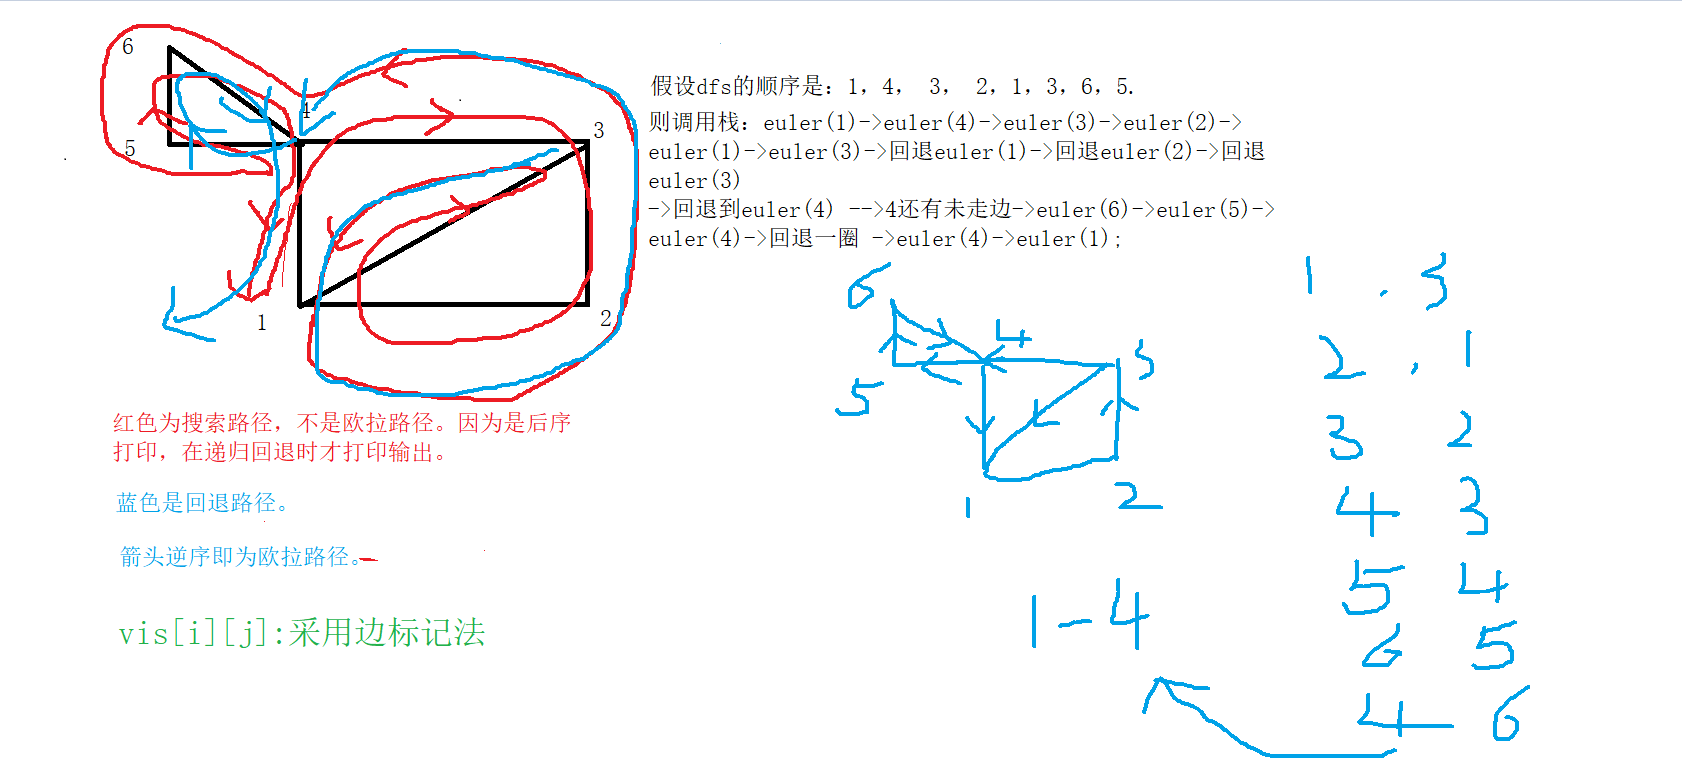 6
4
5
3
1
2
假设dfs的顺序是：1，4， 3， 2，1，3，6，5.
则调用栈：euler(1)->euler(4)->euler(3)->euler(2)->
euler(1)->euler(3)->回退euler(1)->回退euler(2)->回退
euler(3)
->回退到euler(4) -->4还有未走边->euler(6)->euler(5)->
euler(4)->回退一圈 ->euler(4)->euler(1);
红色为搜索路径，不是欧拉路径。因为是后序
打印，在递归回退时才打印输出。
蓝色是回退路径。
箭头逆序即为欧拉路径。
vis[i][j]:采用边标记法
6
4
3
5
1
2
1 . 3
2 . 1
3 2
4 3
5 4
6 5
4 6
1-4